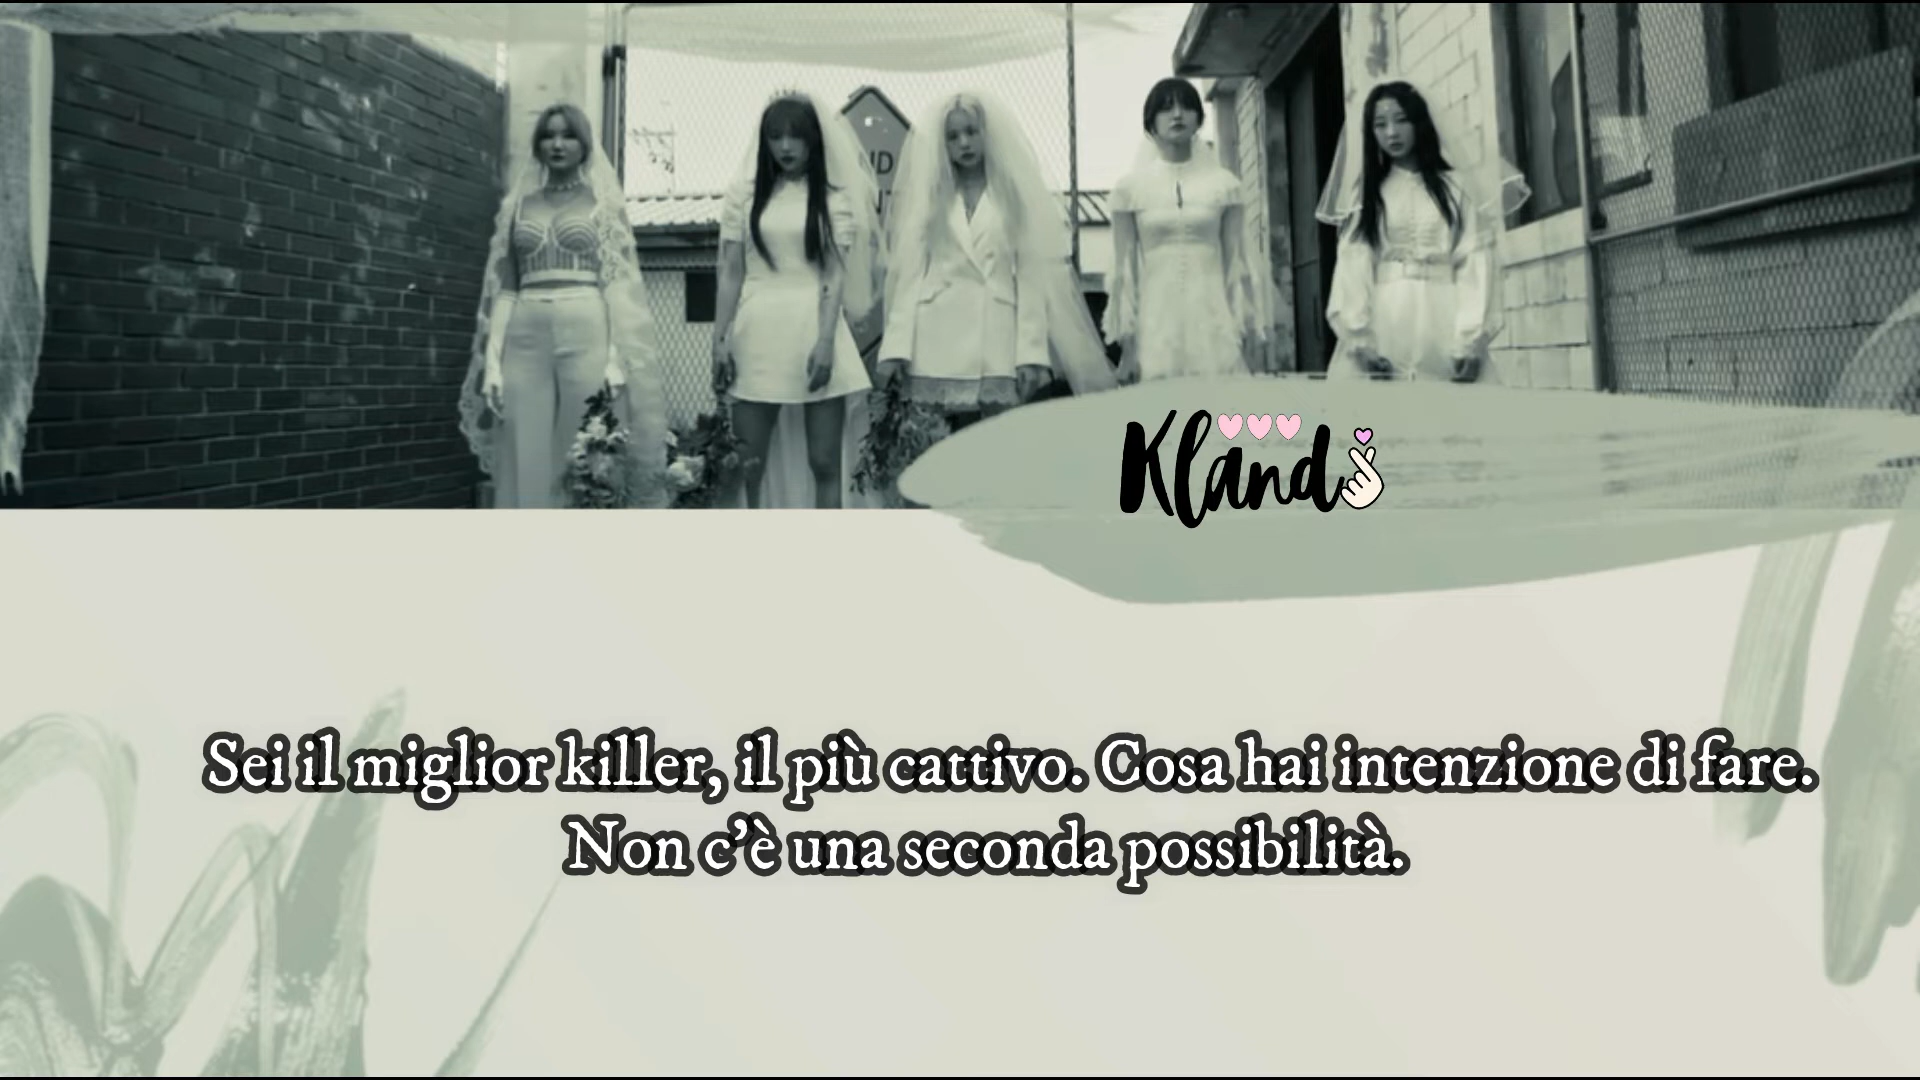 Kland
Sei il miglior killer, il più cattivo. Cosa hai intenzione di fare.
Non c'è una seconda possibilità.